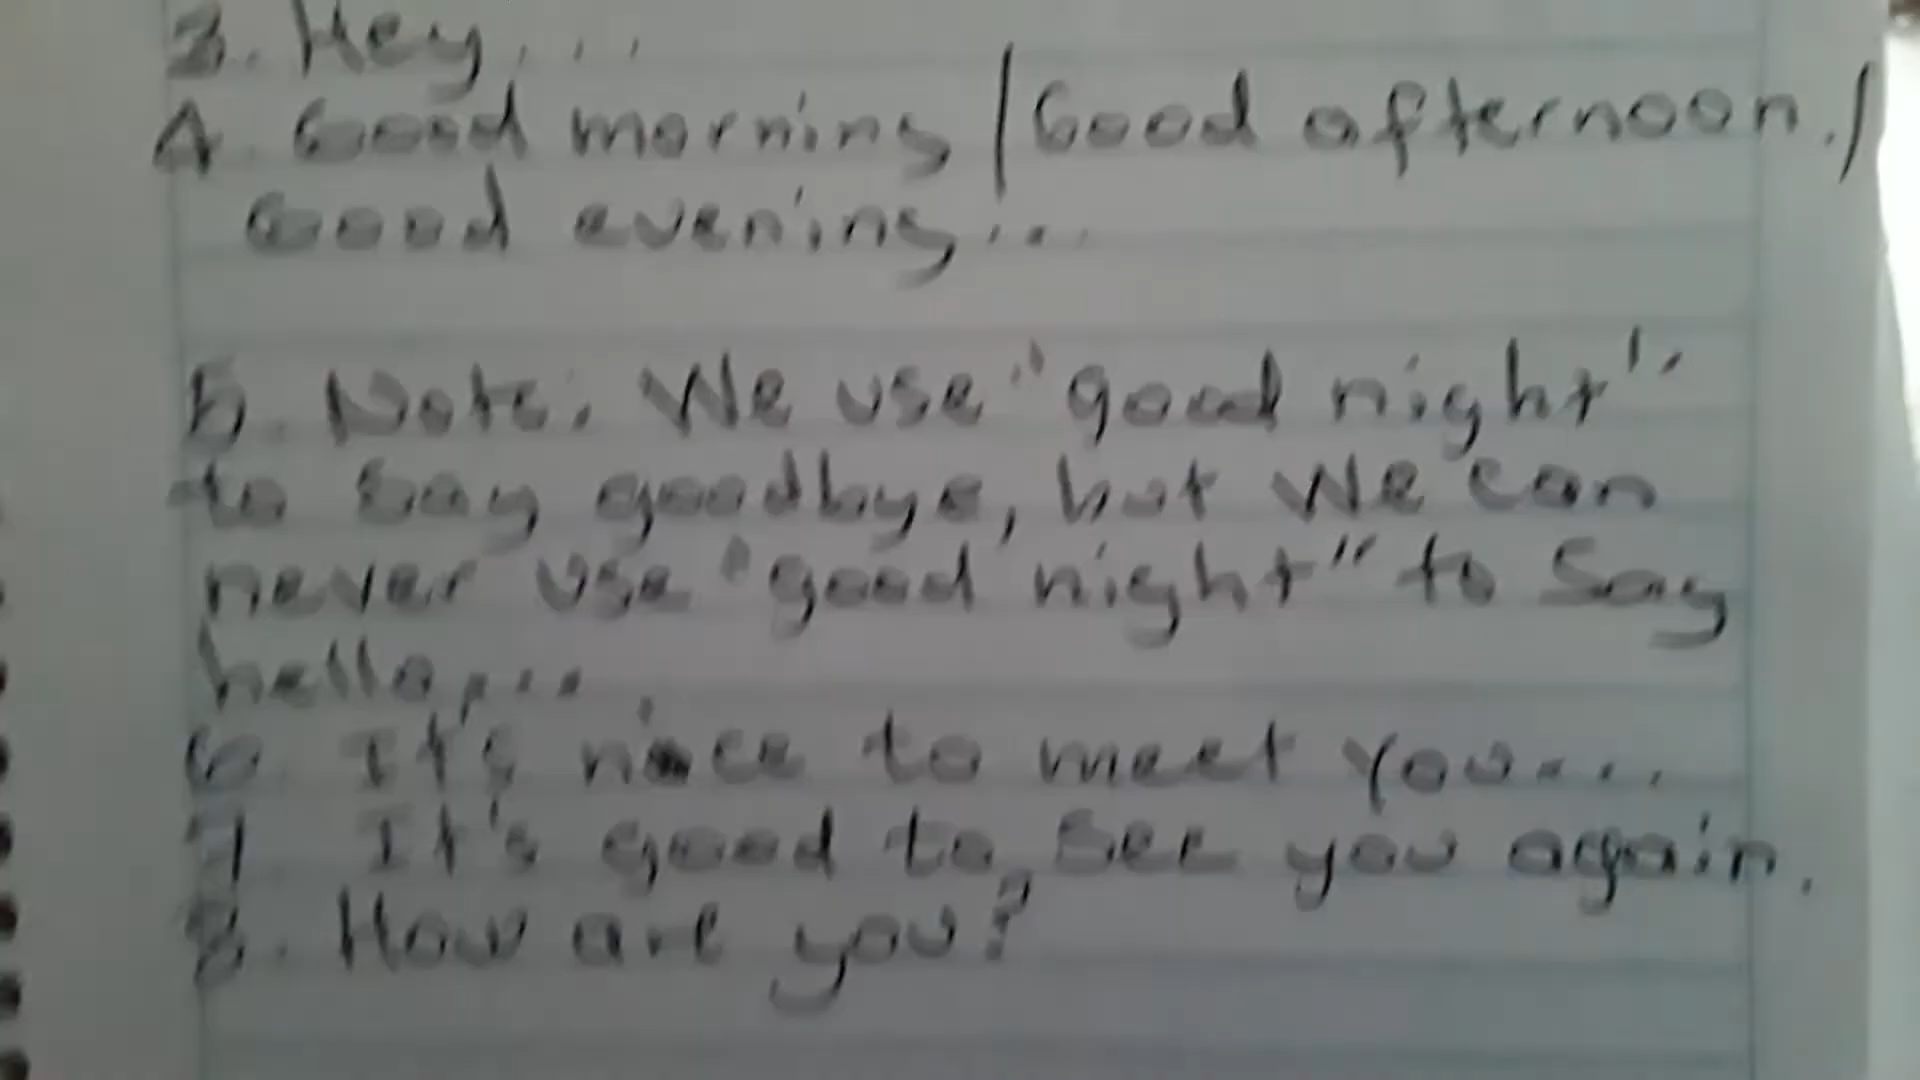 3. Hey...
4. Good morning / Good afternoon. /
Good evening...
5. Note: We use "good night"
to say goodbye, but we can
never use "good night" to say
hello,...
6 It's nice to meet you...
7 It's good to see you again.
8. How are you?